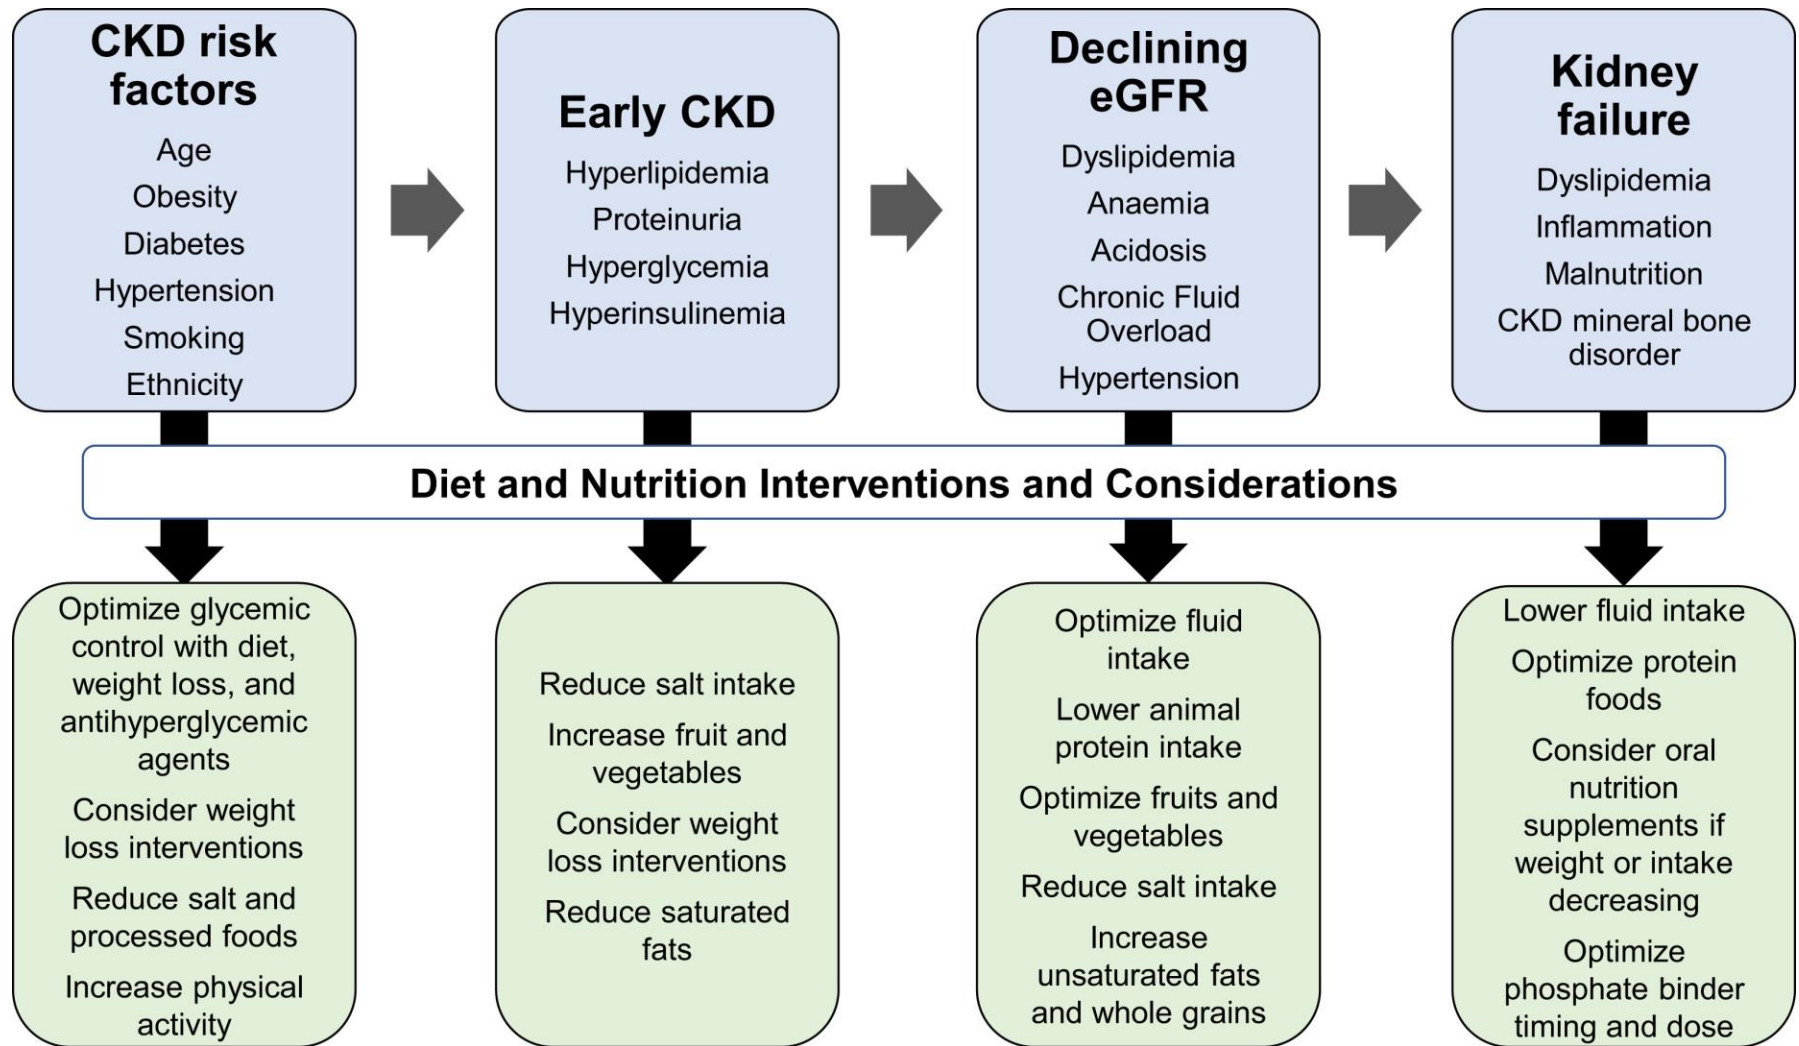 CKD risk
factors
Age
Obesity
Diabetes
Hypertension
Smoking
Ethnicity
Early CKD
Hyperlipidemia
Proteinuria
Hyperglycemia
Hyperinsulinemia
Declining
eGFR
Dyslipidemia
Anaemia
Acidosis
Chronic Fluid
Overload
Hypertension
Kidney
failure
Dyslipidemia
Inflammation
Malnutrition
CKD mineral bone
disorder
Diet and Nutrition Interventions and Considerations
Optimize glycemic
control with diet,
weight loss, and
antihyperglycemic
agents
Consider weight
loss interventions
Reduce salt and
processed foods
Increase physical
activity
Reduce salt intake
Increase fruit and
vegetables
Consider weight
loss interventions
Reduce saturated
fats
Optimize fluid
intake
Lower animal
protein intake
Optimize fruits and
vegetables
Reduce salt intake
Increase
unsaturated fats
and whole grains
Lower fluid intake
Optimize protein
foods
Consider oral
nutrition
supplements if
weight or intake
decreasing
Optimize
phosphate binder
timing and dose